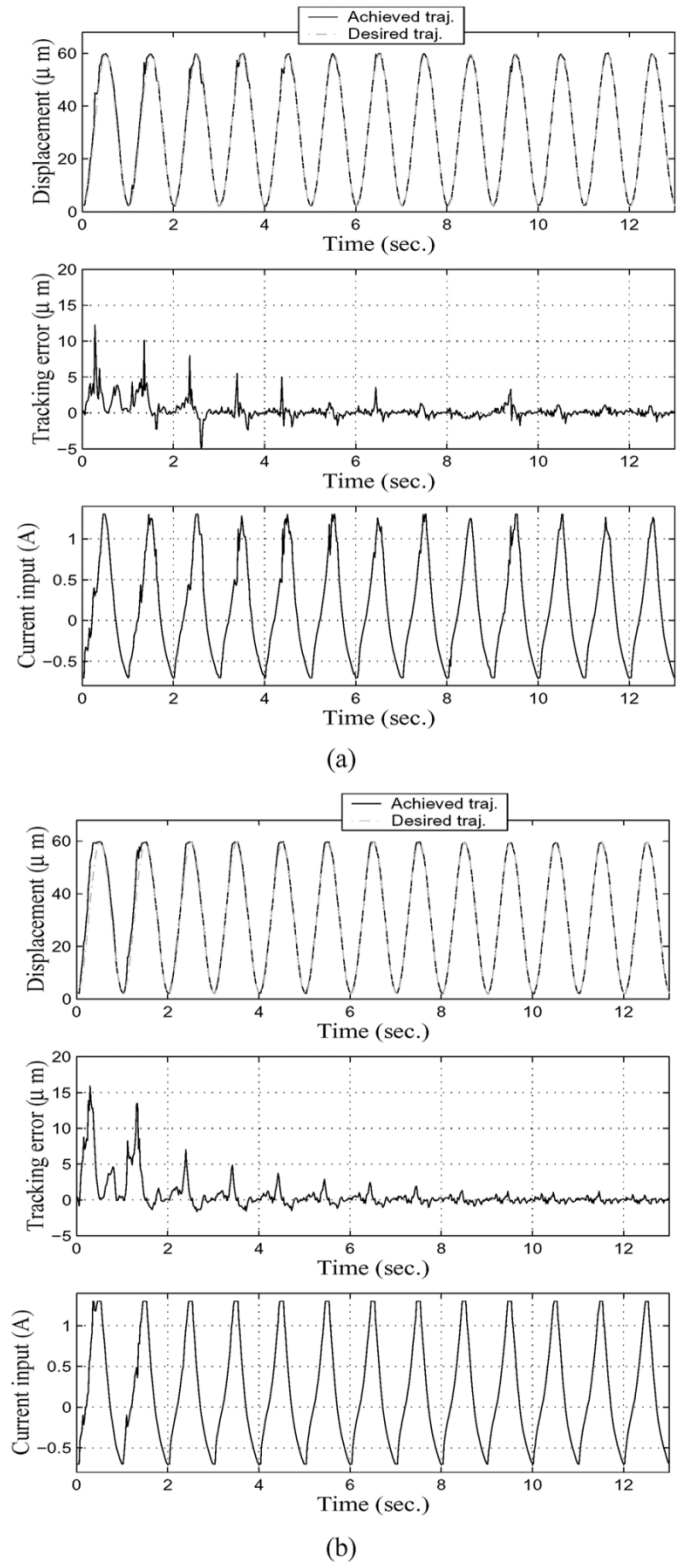 Achieved traj.
Desired traj.
Displacement (μ m)
60
40
20
0
0 2 4 6 8 10 12
Time (sec.)
Tracking error (μ m)
20
15
10
5
0
−5
0 2 4 6 8 10 12
Time (sec.)
Current input (A)
1
0.5
0
−0.5
0 2 4 6 8 10 12
Time (sec.)
(a)
Achieved traj.
Desired traj.
Displacement (μ m)
60
40
20
0
0 2 4 6 8 10 12
Time (sec.)
Tracking error (μ m)
20
15
10
5
0
−5
0 2 4 6 8 10 12
Time (sec.)
Current input (A)
1
0.5
0
−0.5
0 2 4 6 8 10 12
Time (sec.)
(b)